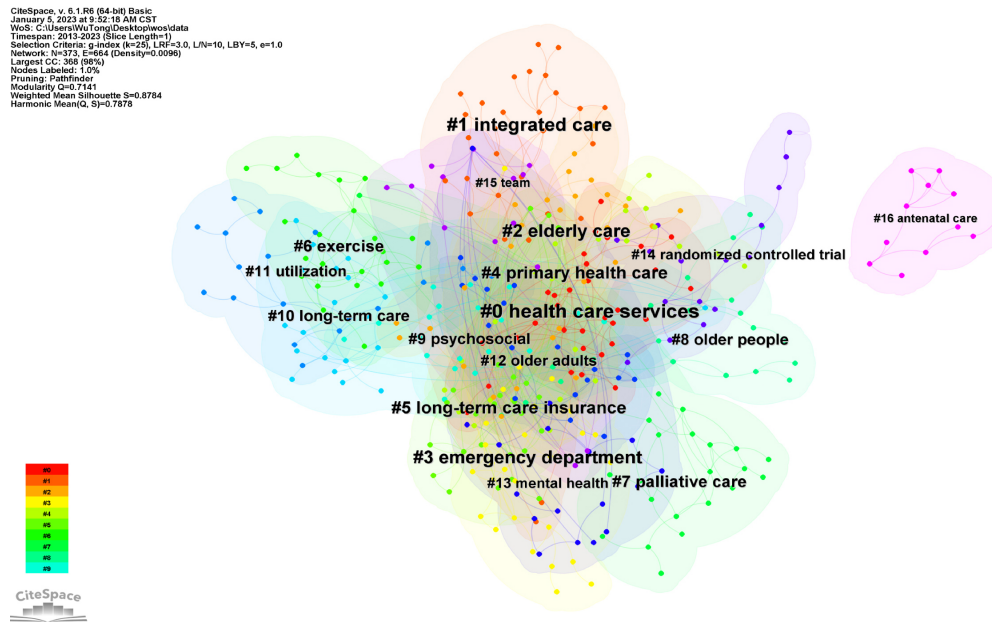 CiteSpace, v. 6.1.R6 (64-bit) Basic
January 5, 2023 at 9:52:18 AM CST
WoS: C:\Users\WuTong\Desktop\wos\data
Timespan: 2013-2023 (Slice Length=1)
Selection Criteria: g-index (k=25), LRF=3.0, L/N=10, LBY=5, e=1.0
Network: N=373, E=664 (Density=0.0096)
Largest CC: 368 (98%)
Nodes Labeled: 1.0%
Pruning: Pathfinder
Modularity Q=0.7141
Weighted Mean Silhouette S=0.8784
Harmonic Mean(Q, S)=0.7878
#1 integrated care
#15 team
#16 antenatal care
#2 elderly care
#6 exercise
#14 randomized controlled trial
#11 utilization
#4 primary health care
#10 long-term care
#0 health care services
#9 psychosocial
#8 older people
#12 older adults
#5 long-term care insurance
#3 emergency department
#13 mental health
#7 palliative care
#0
#1
#2
#3
#4
#5
#6
#7
#8
#9
CiteSpace